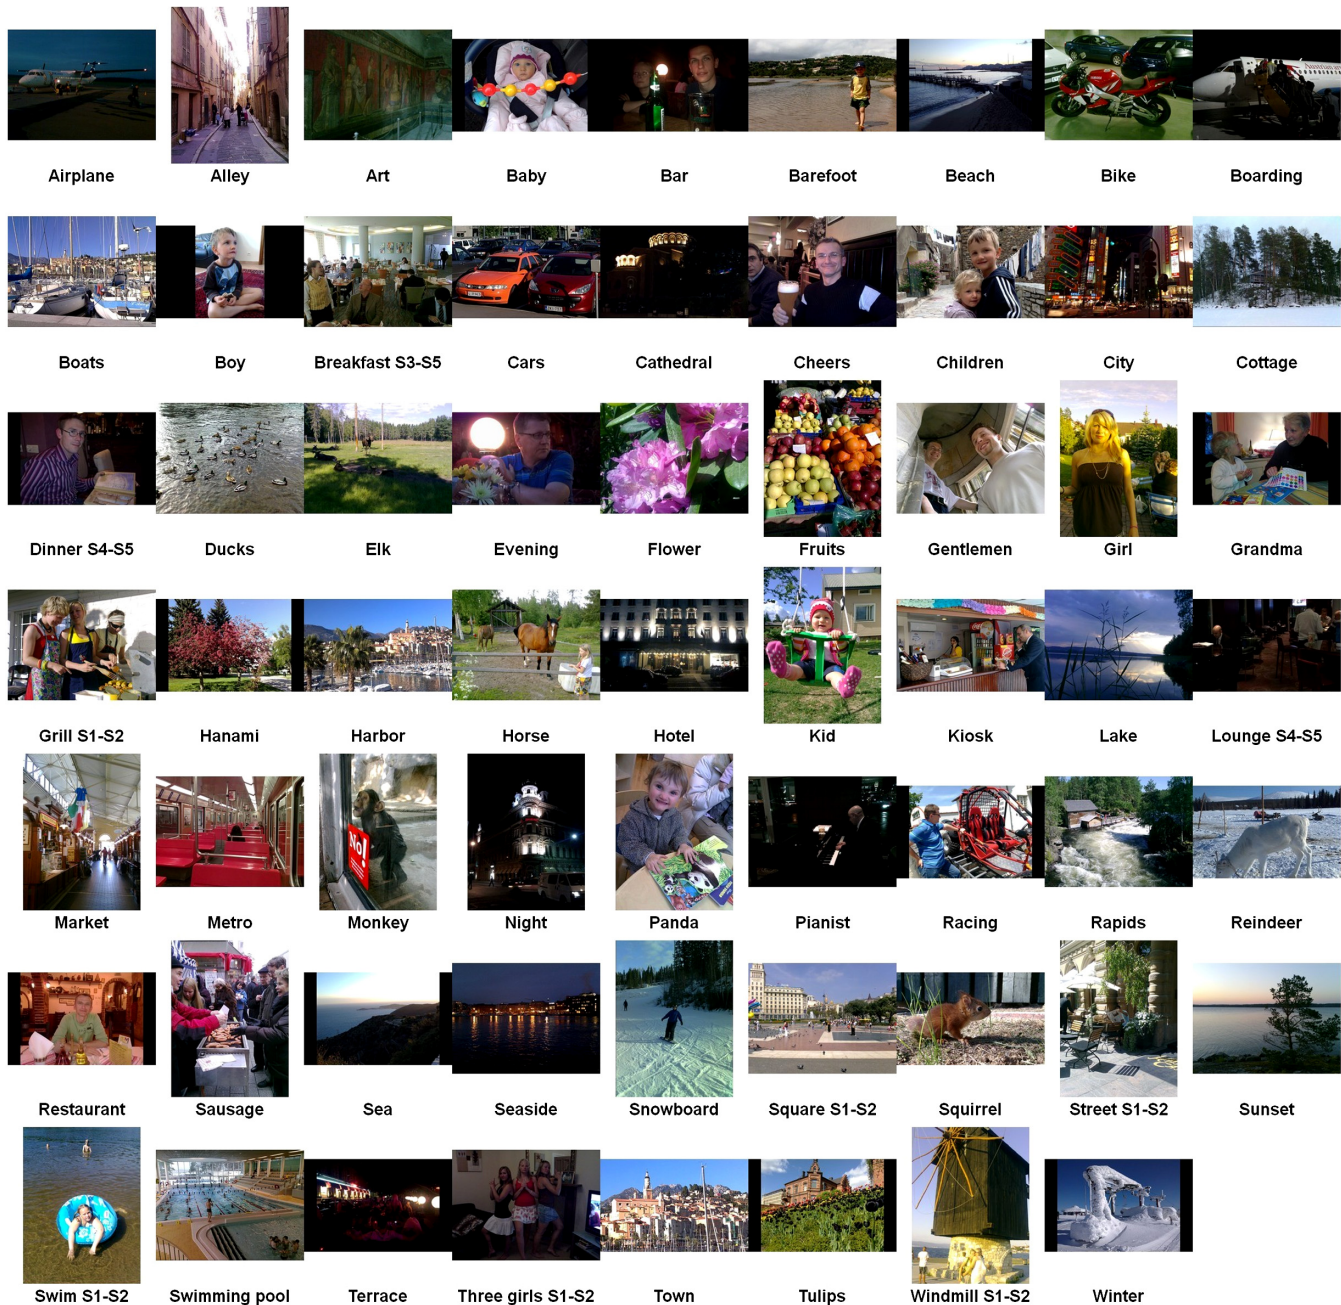 Airplane Alley Art Baby Bar Barefoot Beach Bike Boarding
Boats Boy Breakfast S3-S5 Cars Cathedral Cheers Children City Cottage
Dinner S4-S5 Ducks Elk Evening Flower Fruits Gentlemen Girl Grandma
Grill S1-S2 Hanami Harbor Horse Hotel Kid Kiosk Lake Lounge S4-S5
No!
Market Metro Monkey Night Panda Pianist Racing Rapids Reindeer
Restaurant Sausage Sea Seaside Snowboard Square S1-S2 Squirrel Street S1-S2 Sunset
Swim S1-S2 Swimming pool Terrace Three girls S1-S2 Town Tulips Windmill S1-S2 Winter